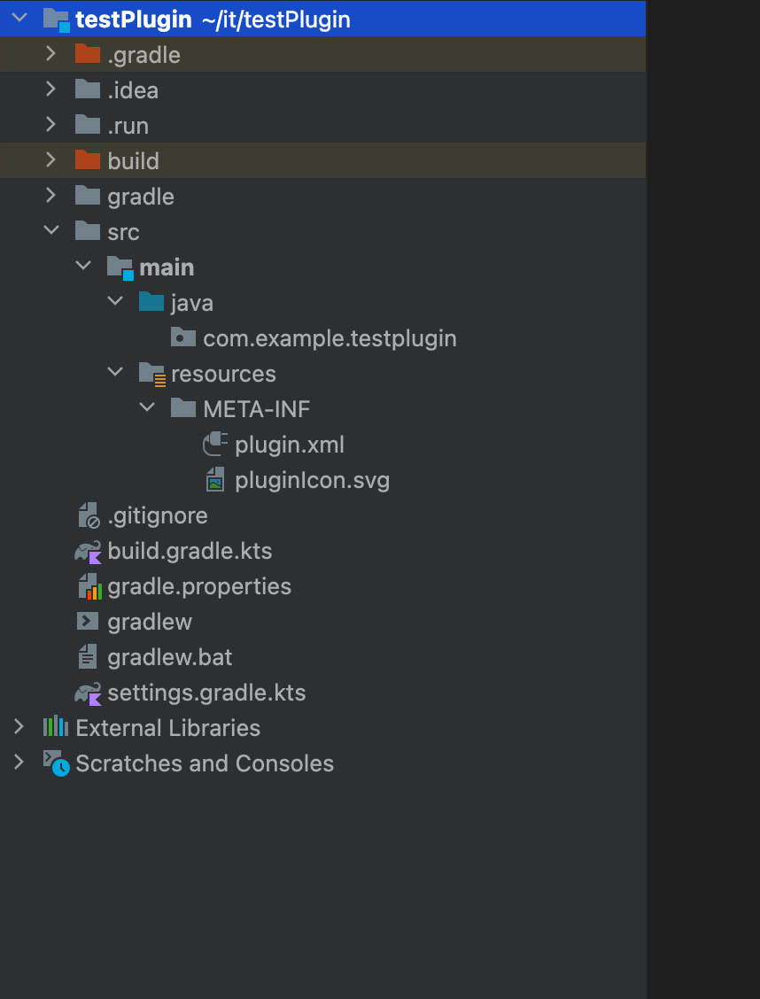 testPlugin ~/it/testPlugin
.gradle
.idea
.run
build
gradle
src
main
java
com.example.testplugin
resources
META-INF
plugin.xml
pluginIcon.svg
.gitignore
build.gradle.kts
gradle.properties
gradlew
gradlew.bat
settings.gradle.kts
External Libraries
Scratches and Consoles